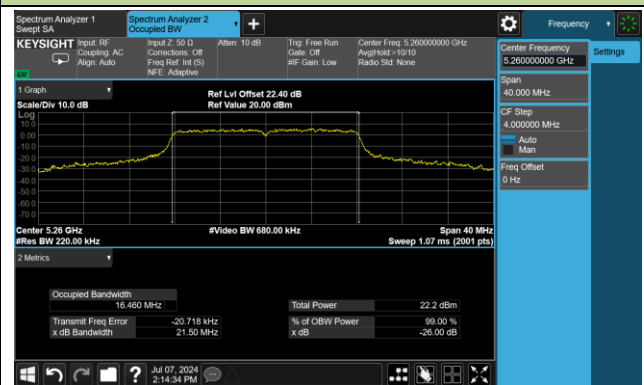 Spectrum Analyzer 1
Swept SA
Spectrum Analyzer 2
Occupied BW
+
Frequency
KEYSIGHT
Input: RF
Coupling: AC
Align: Auto
Input Z: 50 Ω
Corrections: Off
Freq Ref: Int (S)
NFE: Adaptive
Atten: 10 dB
Trig: Free Run
Gate: Off
#IF Gain: Low
Center Freq: 5.260000000 GHz
Avg|Hold:>10/10
Radio Std: None
LXI
Center Frequency
5.260000000 GHz
Settings
Span
40.000 MHz
CF Step
4.000000 MHz
Auto
Man
Freq Offset
0 Hz
1 Graph
Scale/Div 10.0 dB
Ref Lvl Offset 22.40 dB
Ref Value 20.00 dBm
Log
10.0
0.00
-10.0
-20.0
-30.0
-40.0
-50.0
-60.0
-70.0
Center 5.26 GHz
#Res BW 220.00 kHz
#Video BW 680.00 kHz
Span 40 MHz
Sweep 1.07 ms (2001 pts)
2 Metrics
Occupied Bandwidth
16.460 MHz
Total Power 22.2 dBm
Transmit Freq Error -20.718 kHz
% of OBW Power 99.00 %
x dB Bandwidth 21.50 MHz
x dB -26.00 dB
?
Jul 07, 2024
2:14:34 PM